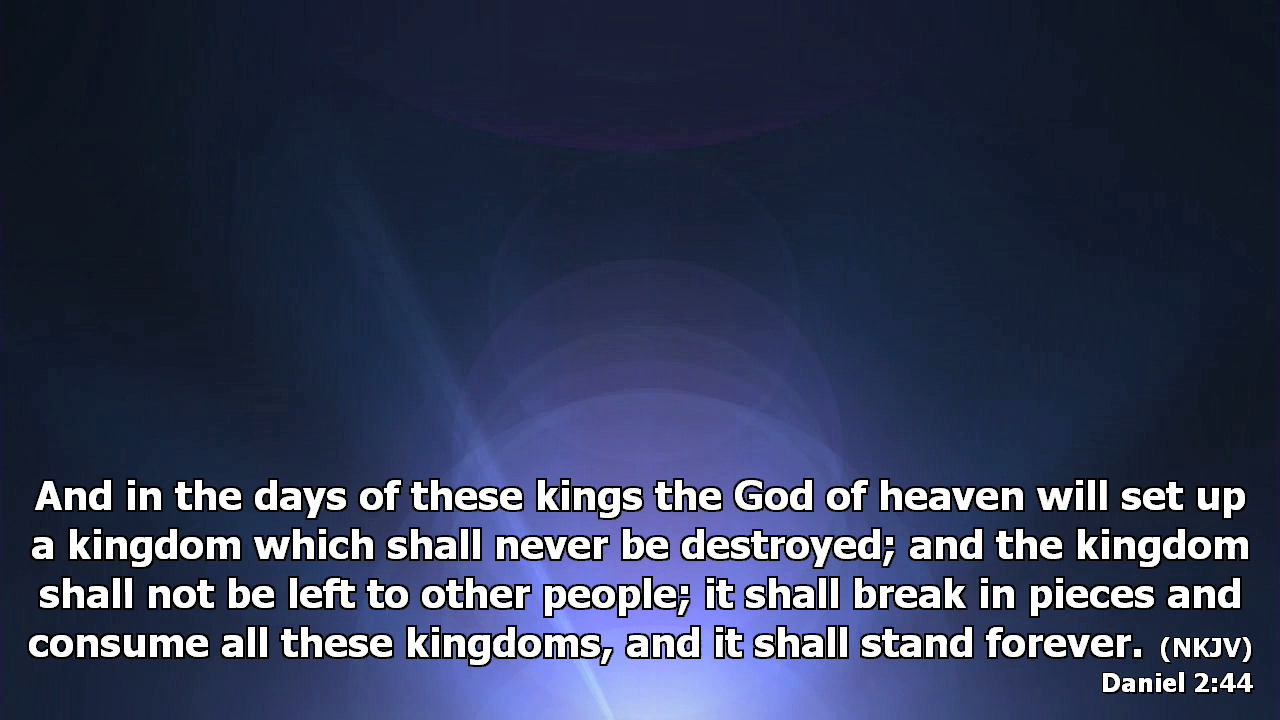 And in the days of these kings the God of heaven will set up
a kingdom which shall never be destroyed; and the kingdom
shall not be left to other people; it shall break in pieces and
consume all these kingdoms, and it shall stand forever. (NKJV)
Daniel 2:44